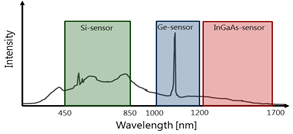 Si-sensor Ge-sensor InGaAs-sensor
Intensity
450 850 1000 1200 1700
Wavelength [nm]